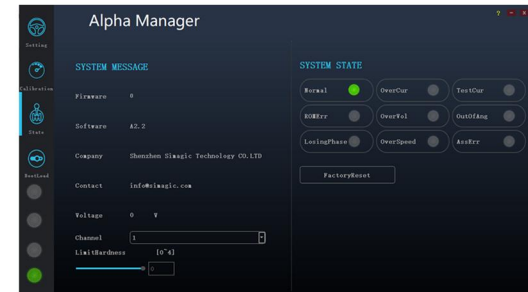 Alpha Manager
? - x
Setting
Calibration
State
BootLoad
SYSTEM MESSAGE
Firmware 0
Software A2.2
Company Shenzhen Simagic Technology CO.LTD
Contact info@simagic.com
Voltage 0 V
Channel 1
LimitHardness [0~4]
0
SYSTEM STATE
Normal OverCur TestCur
ROMErr OverVol OutOfAng
LosingPhase OverSpeed AssErr
FactoryReset